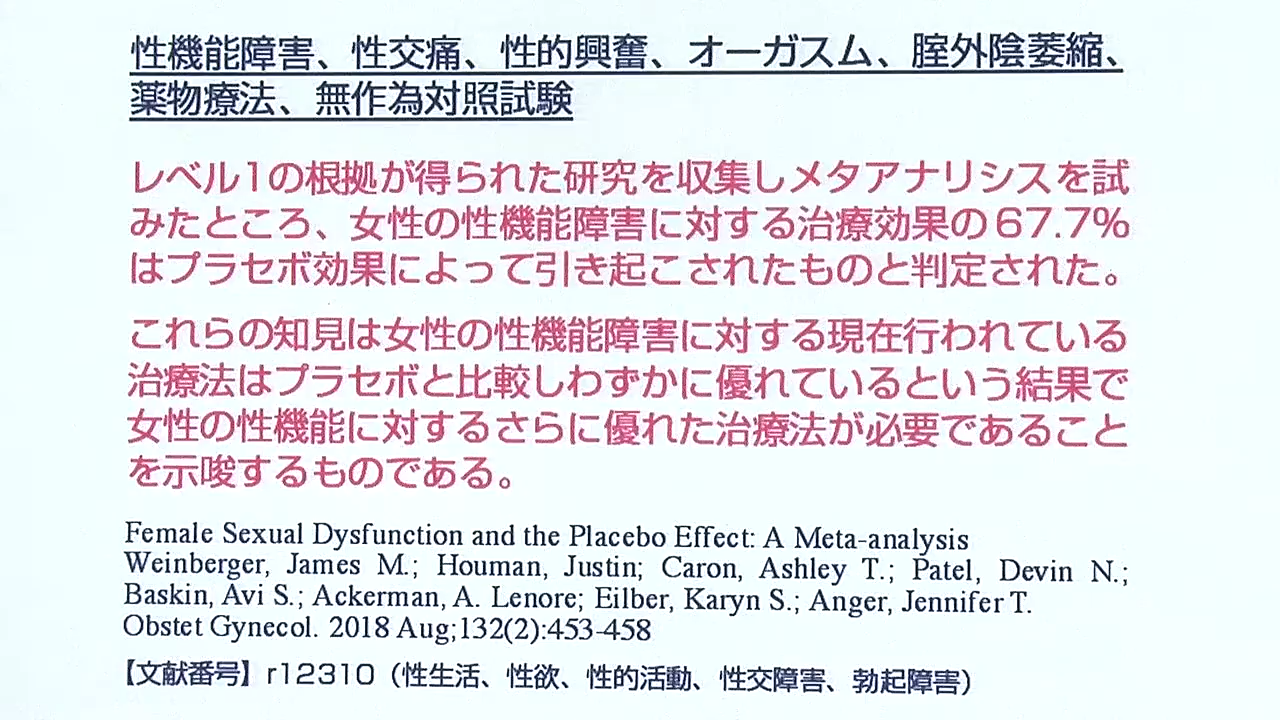 性機能障害、性交痛、性的興奮、オーガスム、腟外陰萎縮、
薬物療法、無作為対照試験
レベル1の根拠が得られた研究を収集しメタアナリシスを試
みたところ、女性の性機能障害に対する治療効果の67.7%
はプラセボ効果によって引き起こされたものと判定された。
これらの知見は女性の性機能障害に対する現在行われている
治療法はプラセボと比較しわずかに優れているという結果で
女性の性機能に対するさらに優れた治療法が必要であること
を示唆するものである。
Female Sexual Dysfunction and the Placebo Effect: A Meta-analysis
Weinberger, James M.; Houman, Justin; Caron, Ashley T.; Patel, Devin N.;
Baskin, Avi S.; Ackerman, A. Lenore; Eilber, Karyn S.; Anger, Jennifer T.
Obstet Gynecol. 2018 Aug;132(2):453-458
【文献番号】r12310（性生活、性欲、性的活動、性交障害、勃起障害）